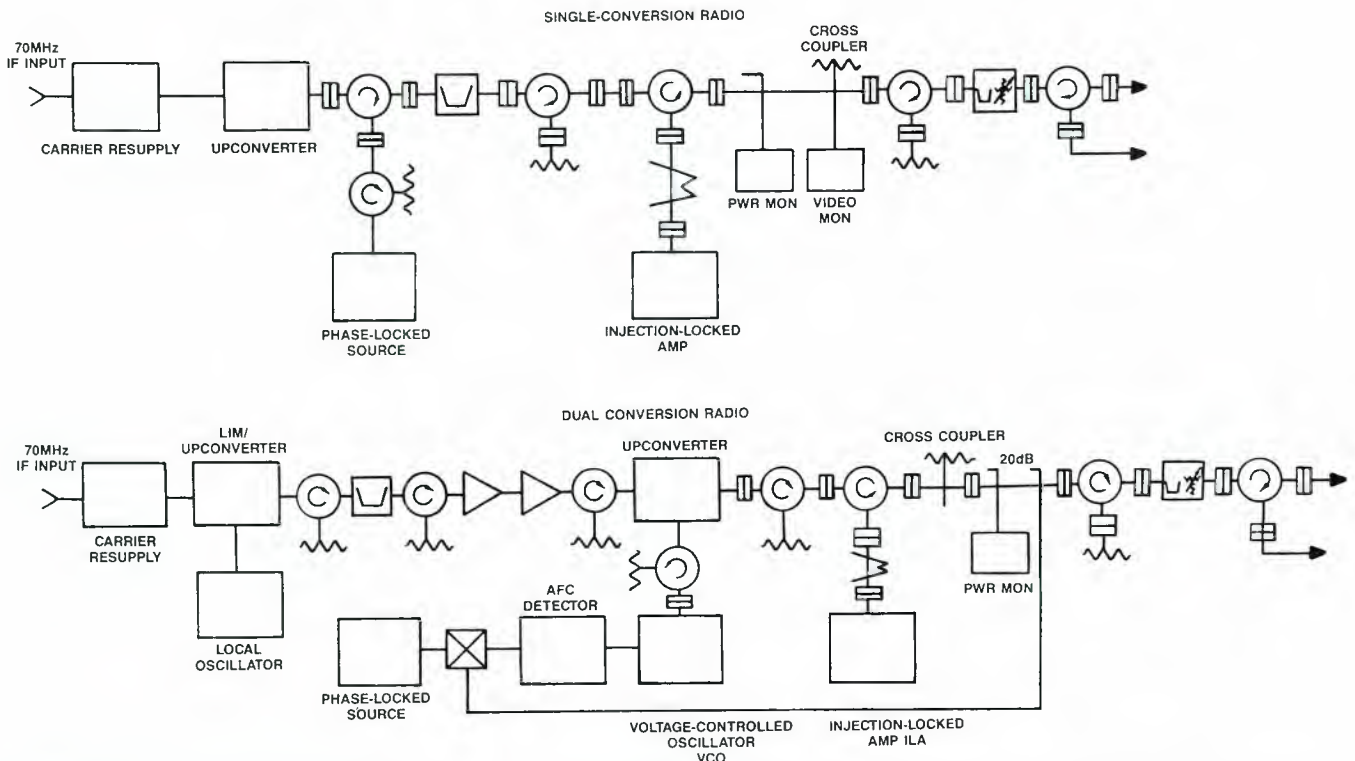 SINGLE-CONVERSION RADIO
70MHz
IF INPUT
CROSS
COUPLER
CARRIER RESUPPLY
UPCONVERTER
PWR MON
VIDEO
MON
PHASE-LOCKED
SOURCE
INJECTION-LOCKED
AMP
DUAL CONVERSION RADIO
70MHz
IF INPUT
LIM/
UPCONVERTER
UPCONVERTER
CROSS COUPLER
20dB
CARRIER
RESUPPLY
PWR MON
AFC
DETECTOR
LOCAL
OSCILLATOR
PHASE-LOCKED
SOURCE
VOLTAGE-CONTROLLED
OSCILLATOR
VCO
INJECTION-LOCKED
AMP ILA